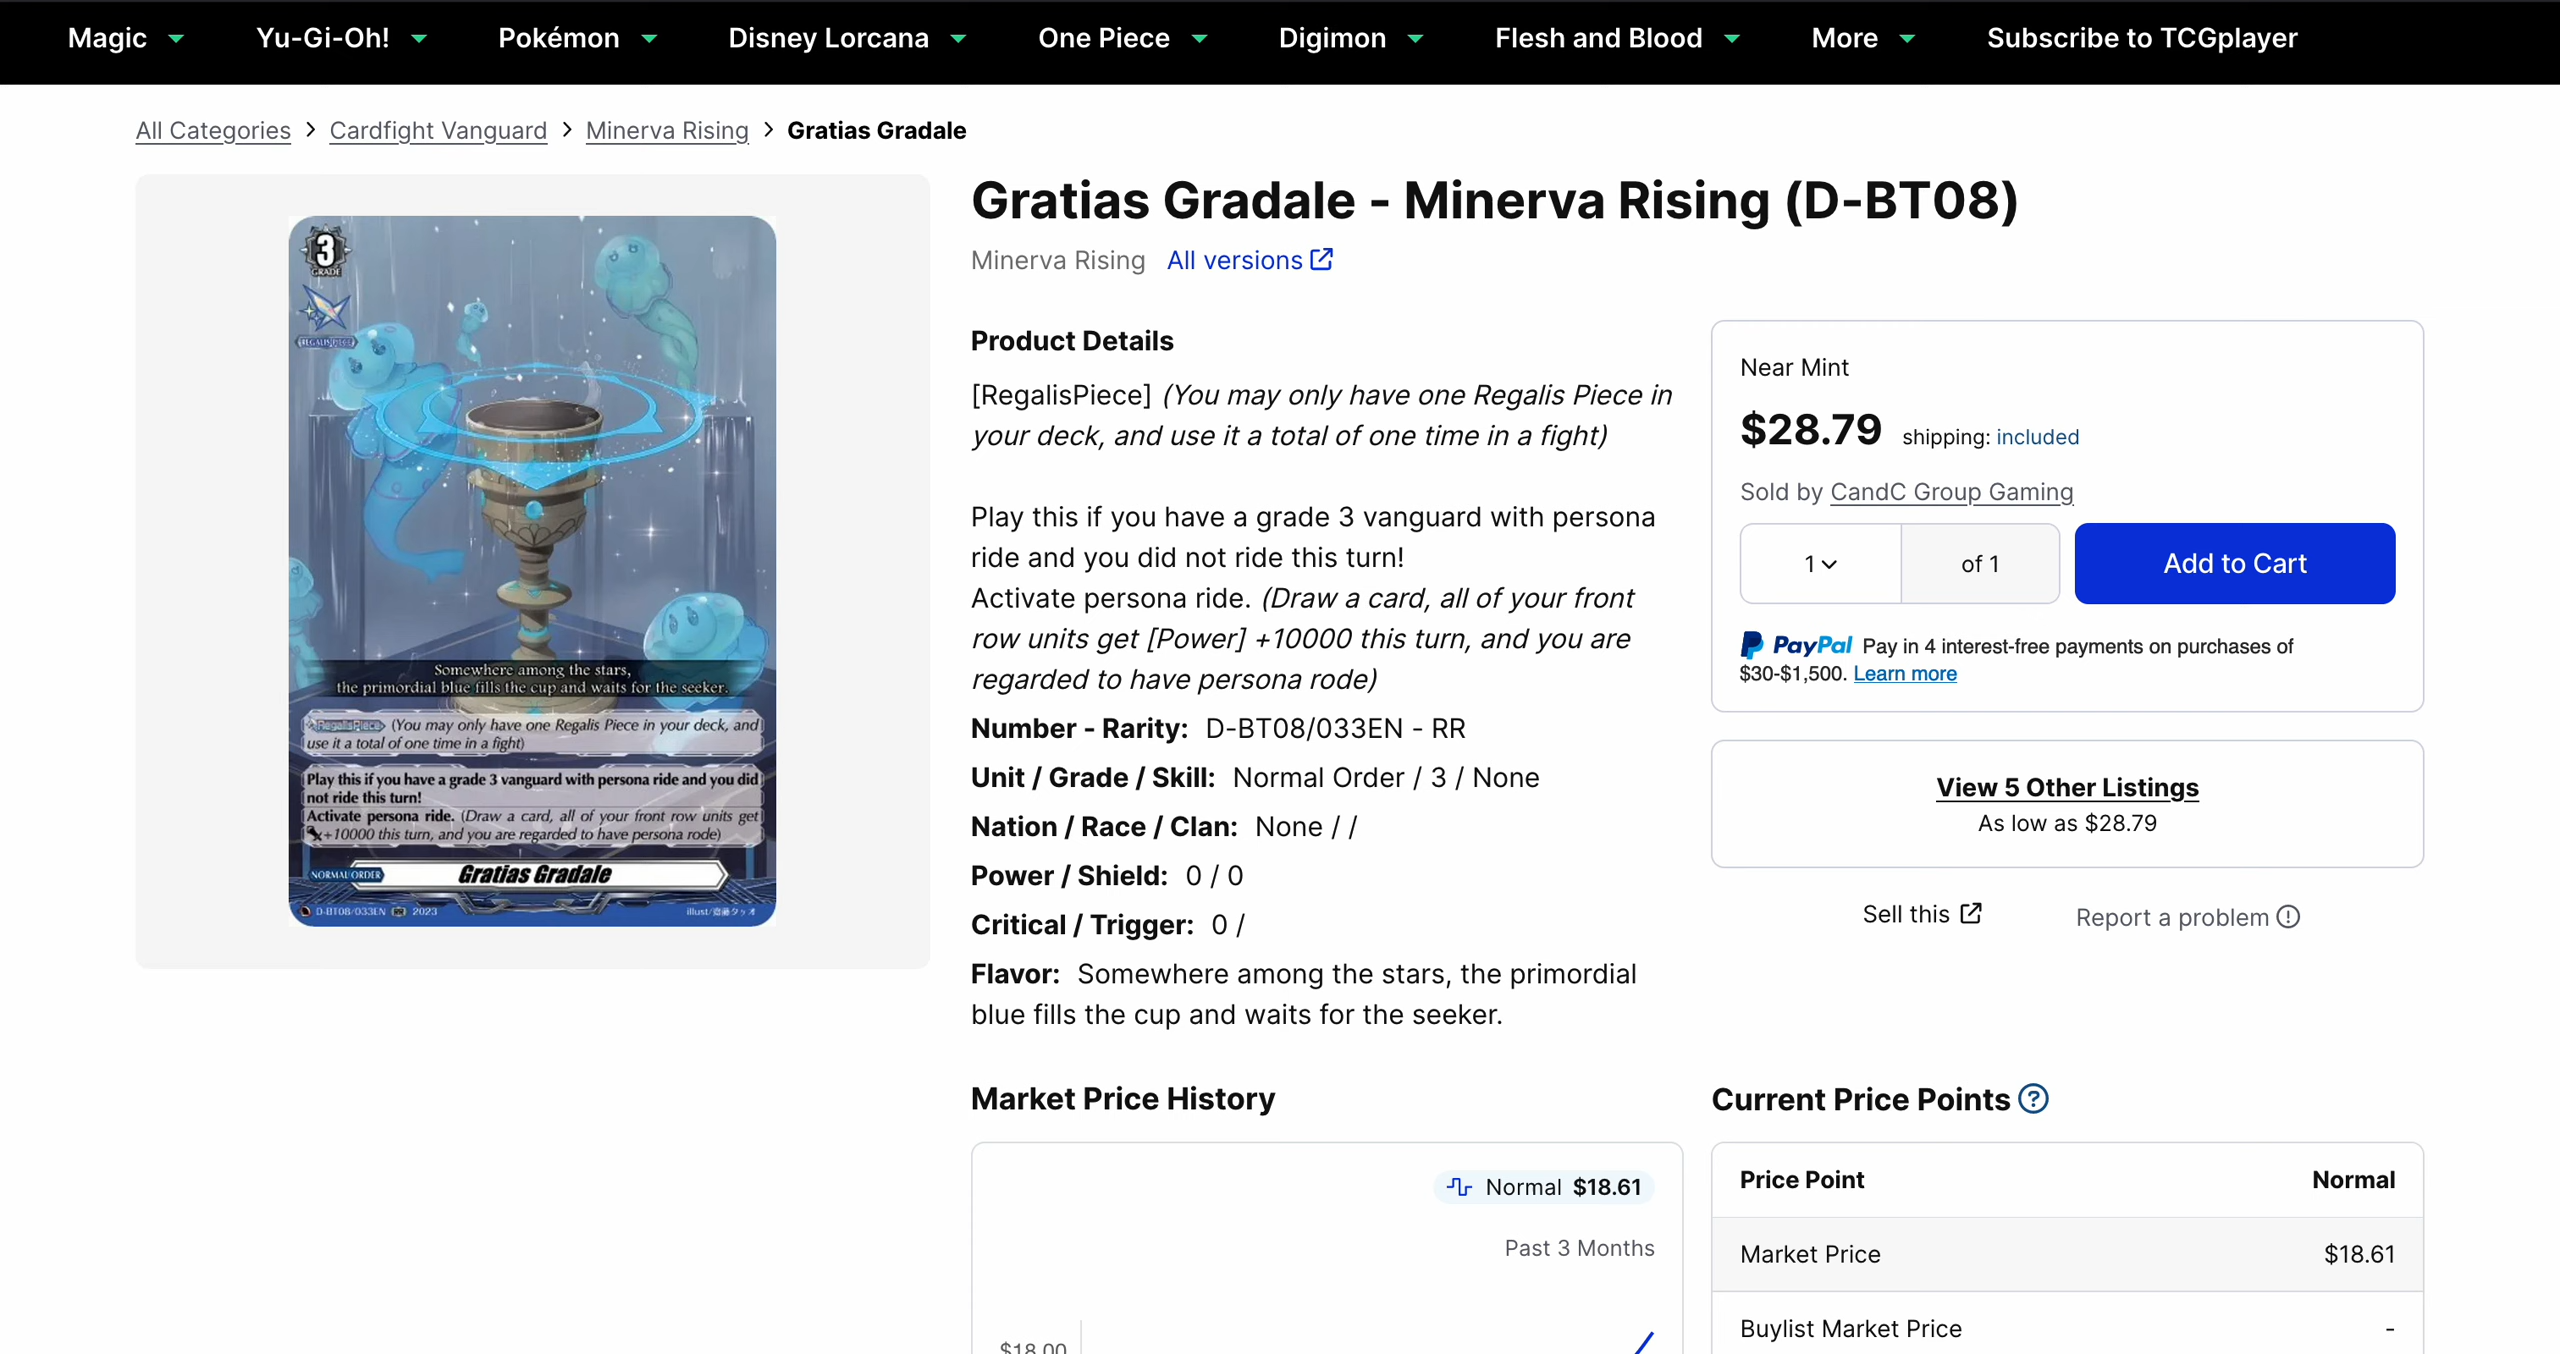 Magic Yu-Gi-Oh! Pokémon Disney Lorcana One Piece Digimon Flesh and Blood More Subscribe to TCGplayer
All Categories > Cardfight Vanguard > Minerva Rising > Gratias Gradale
3
GRADE
REGALIS PIECE
Somewhere among the stars,
the primordial blue fills the cup and waits for the seeker.
RegalisPiece (You may only have one Regalis Piece in your deck, and
use it a total of one time in a fight)
Play this if you have a grade 3 vanguard with persona ride and you did
not ride this turn!
Activate persona ride. (Draw a card, all of your front row units get
+10000 this turn, and you are regarded to have persona rode)
NORMAL ORDER
Gratias Gradale
D-BT08/033EN RR 2023
illust/齋藤タヶオ
Gratias Gradale - Minerva Rising (D-BT08)
Minerva Rising All versions
Product Details
[RegalisPiece] (You may only have one Regalis Piece in
your deck, and use it a total of one time in a fight)
Play this if you have a grade 3 vanguard with persona
ride and you did not ride this turn!
Activate persona ride. (Draw a card, all of your front
row units get [Power] +10000 this turn, and you are
regarded to have persona rode)
Number - Rarity: D-BT08/033EN - RR
Unit / Grade / Skill: Normal Order / 3 / None
Nation / Race / Clan: None / /
Power / Shield: 0 / 0
Critical / Trigger: 0 /
Flavor: Somewhere among the stars, the primordial
blue fills the cup and waits for the seeker.
Near Mint
$28.79 shipping: included
Sold by CandC Group Gaming
1 of 1 Add to Cart
PayPal Pay in 4 interest-free payments on purchases of
$30-$1,500. Learn more
View 5 Other Listings
As low as $28.79
Sell this Report a problem
Market Price History
Normal $18.61
Past 3 Months
$18.00
Current Price Points
Price Point Normal
Market Price $18.61
Buylist Market Price -